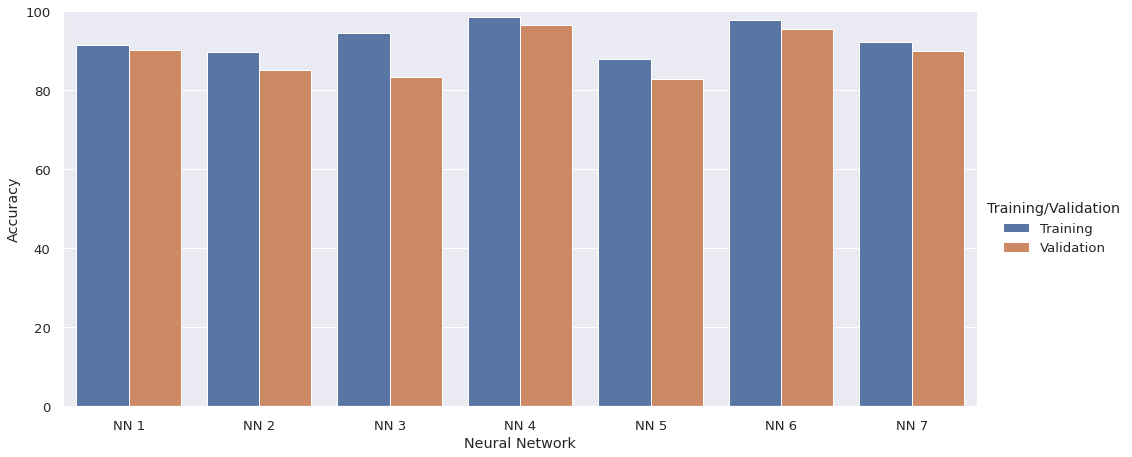 100
80
60
40
20
0
Accuracy
NN 1 NN 2 NN 3 NN 4 NN 5 NN 6 NN 7
Neural Network
Training/Validation
Training
Validation